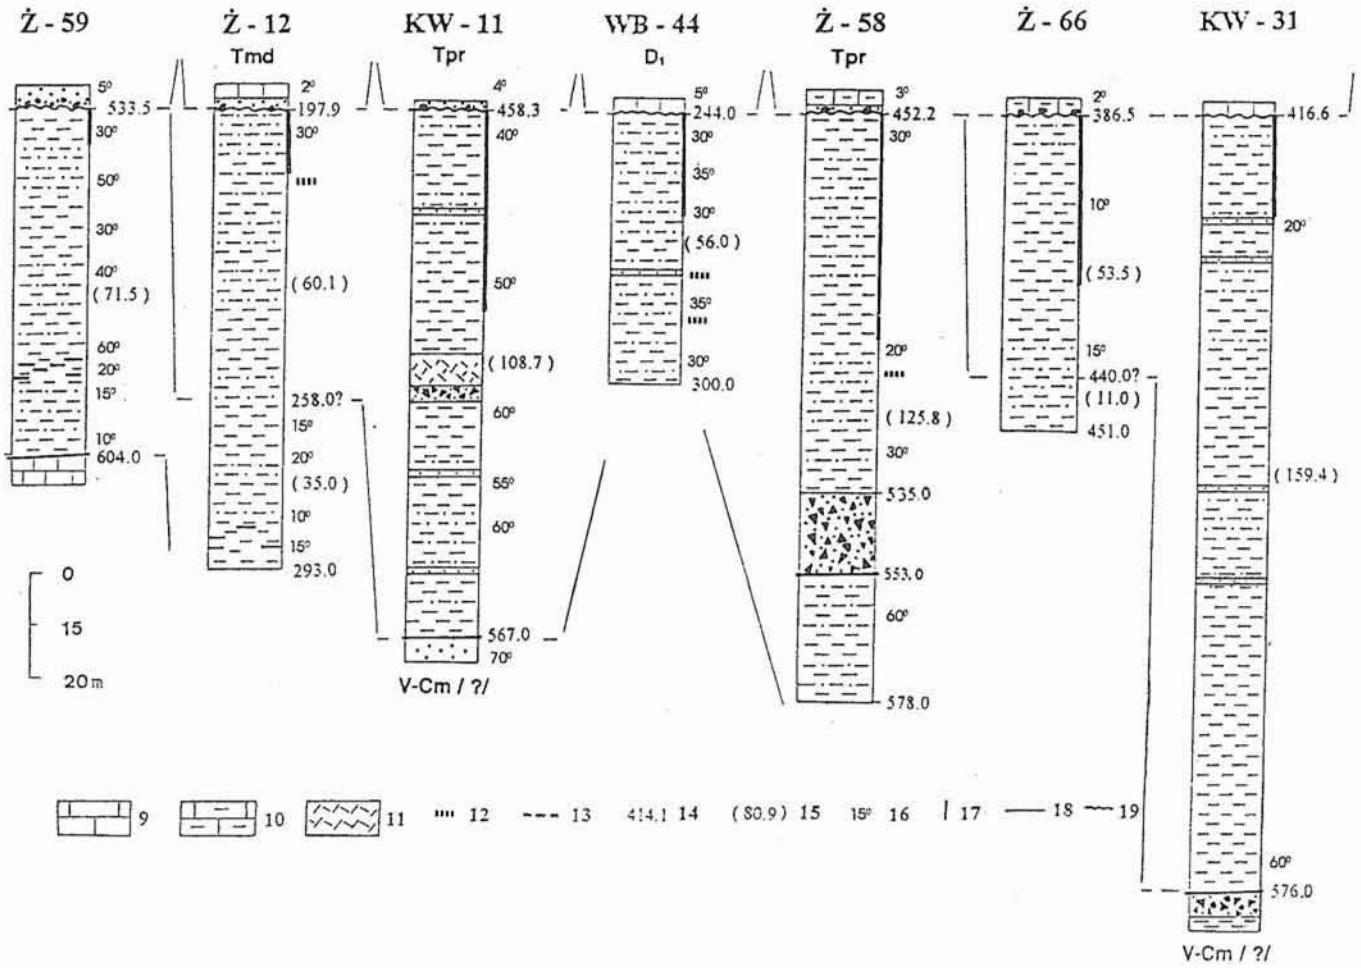 Ż - 59
5º
533.5
30º
50º
30º
40º
( 71.5 )
60º
20º
15º
10º
604.0
0
15
20 m
Ż - 12
Tmd
2º
197.9
30º
( 60.1 )
258.0?
15º
20º
( 35.0 )
10º
15º
293.0
KW - 11
Tpr
4º
458.3
40º
50º
( 108.7 )
60º
55º
60º
567.0
70º
V-Cm / ?/
WB - 44
D₁
5º
244.0
30º
35º
30º
( 56.0 )
35º
30º
300.0
Ż - 58
Tpr
3º
452.2
30º
20º
( 125.8 )
30º
535.0
553.0
60º
578.0
Ż - 66
2º
386.5
10º
( 53.5 )
15º
440.0?
( 11.0 )
451.0
KW - 31
416.6
20º
( 159.4 )
60º
576.0
V-Cm / ?/
9 10 11 12 13 414.1 14 ( 80.9 ) 15 15º 16 17 18 19